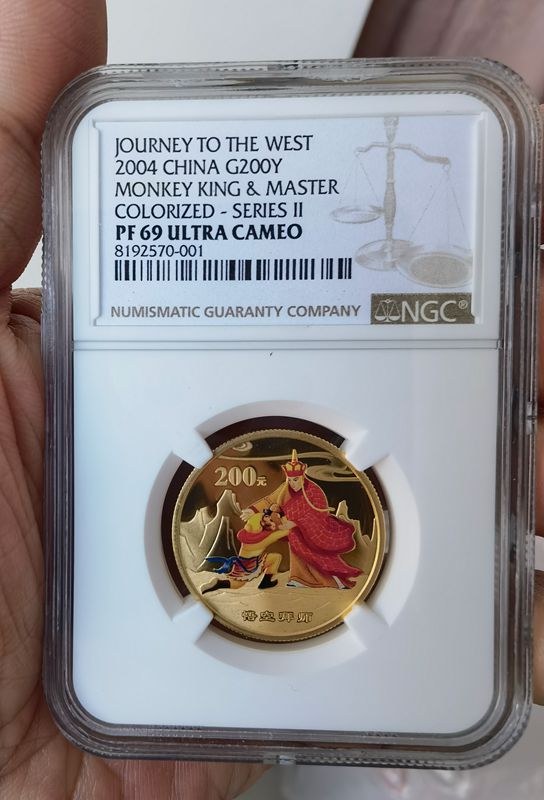 JOURNEY TO THE WEST
2004 CHINA G200Y
MONKEY KING & MASTER
COLORIZED - SERIES II
PF 69 ULTRA CAMEO
8192570-001
NUMISMATIC GUARANTY COMPANY
NGC®
200元
悟空拜师